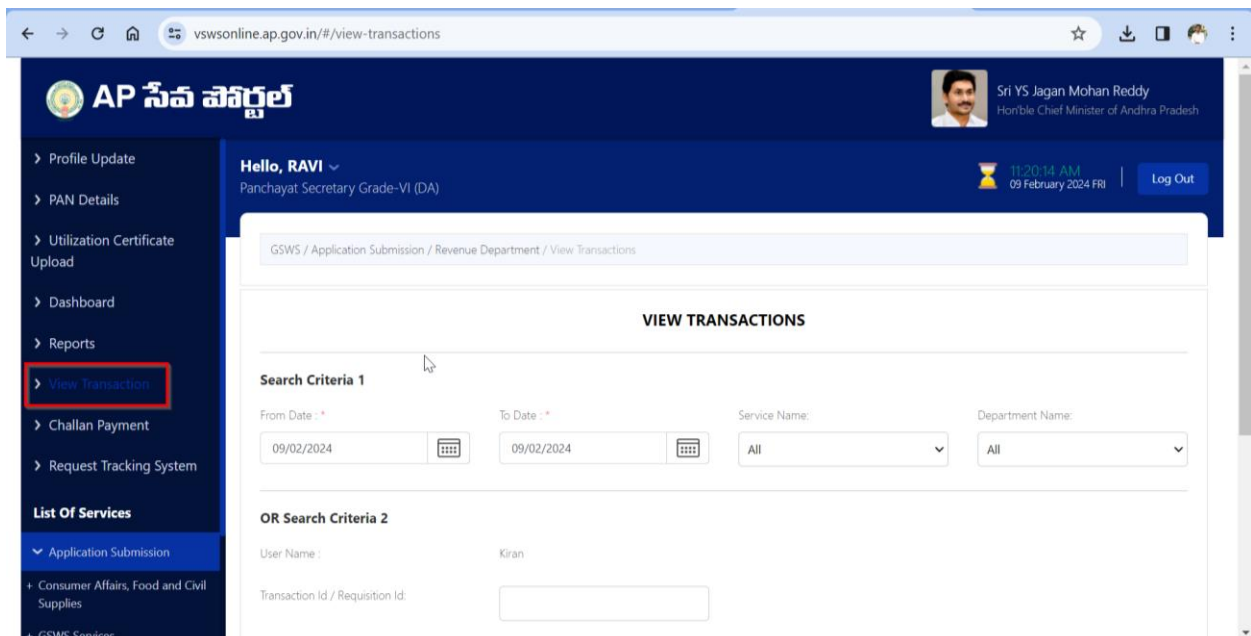 vswsonline.ap.gov.in/#/view-transactions
AP సేవ పోర్టల్
Sri YS Jagan Mohan Reddy
Hon'ble Chief Minister of Andhra Pradesh
Profile Update
PAN Details
Utilization Certificate
Upload
Dashboard
Reports
View Transaction
Challan Payment
Request Tracking System
List Of Services
Application Submission
+ Consumer Affairs, Food and Civil
Supplies
+ GSWS Services
Hello, RAVI
Panchayat Secretary Grade-VI (DA)
11:20:14 AM
09 February 2024 FRI
Log Out
GSWS / Application Submission / Revenue Department / View Transactions
VIEW TRANSACTIONS
Search Criteria 1
From Date : * To Date : * Service Name: Department Name:
09/02/2024 09/02/2024 All All
OR Search Criteria 2
User Name : Kiran
Transaction Id / Requisition Id: